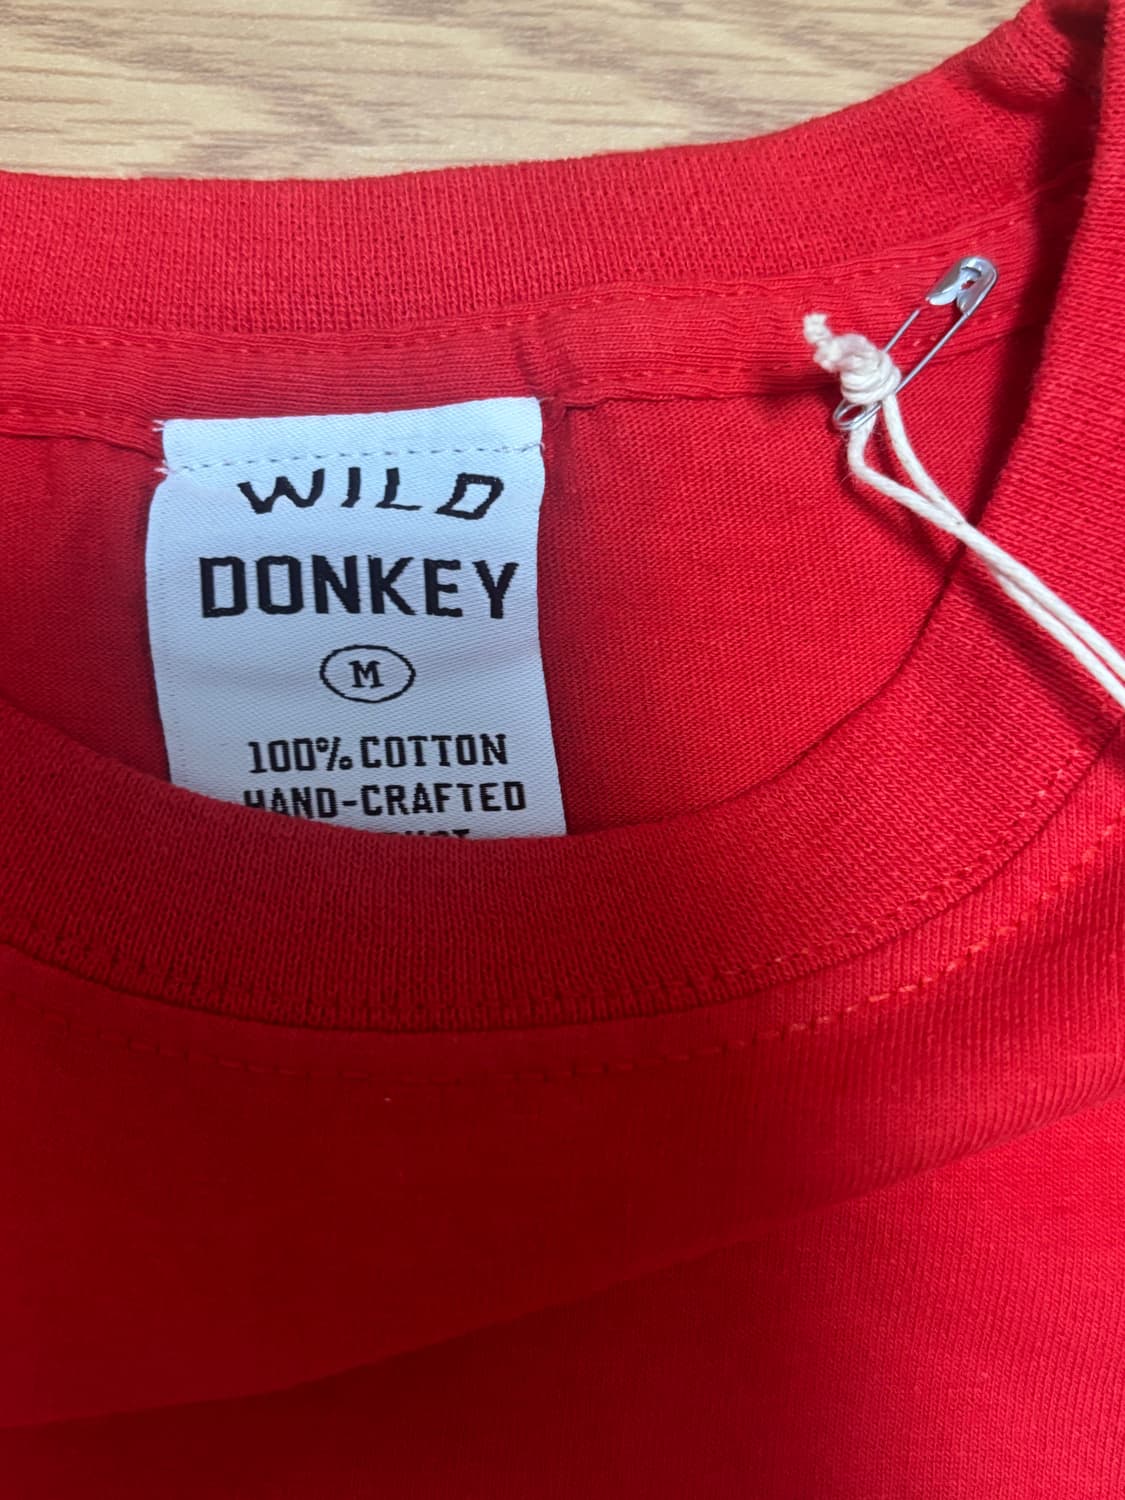 WILD
DONKEY
M
100% COTTON
HAND-CRAFTED